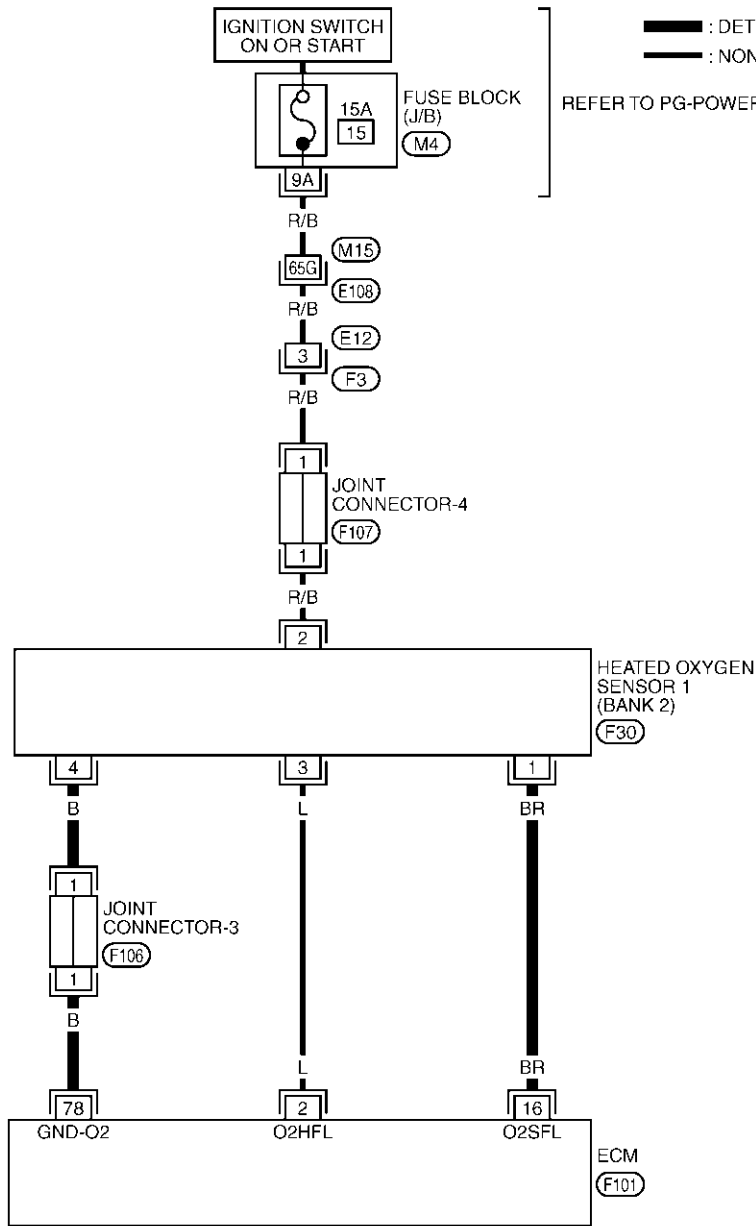 IGNITION SWITCH
ON OR START
: DET
: NON
FUSE BLOCK
(J/B)
M4
15A
15
REFER TO PG-POWER
9A
R/B
M15
65G
E108
R/B
E12
3
F3
R/B
1
JOINT
CONNECTOR-4
F107
1
R/B
2
HEATED OXYGEN
SENSOR 1
(BANK 2)
F30
4 3 1
B L BR
1
JOINT
CONNECTOR-3
F106
1
B L BR
78 2 16
GND-O2 O2HFL O2SFL
ECM
F101